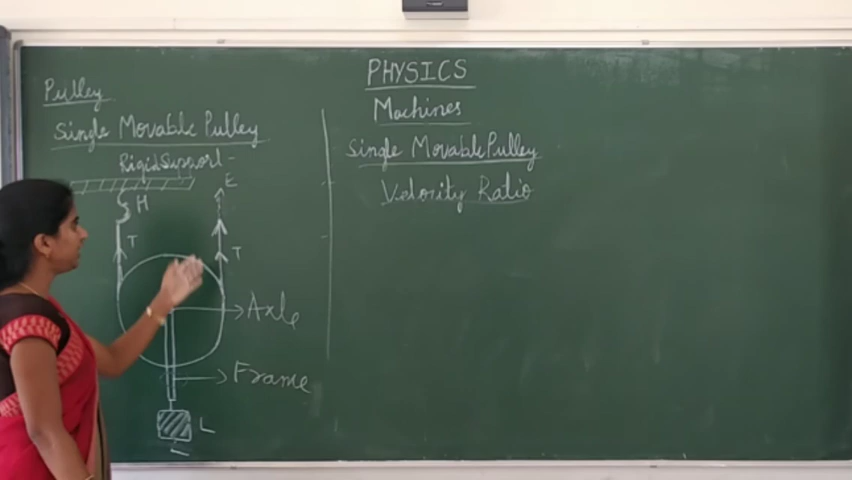 Pulley
Single Movable Pulley
Rigid Support
E
H
T
T
Axle
Frame
L
PHYSICS
Machines
Single Movable Pulley
Velocity Ratio